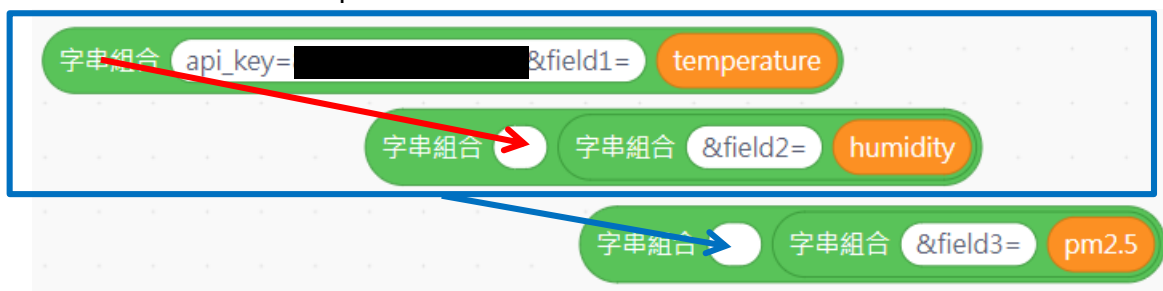 字串組合 api_key= &field1= temperature
字串組合 字串組合 &field2= humidity
字串組合 字串組合 &field3= pm2.5